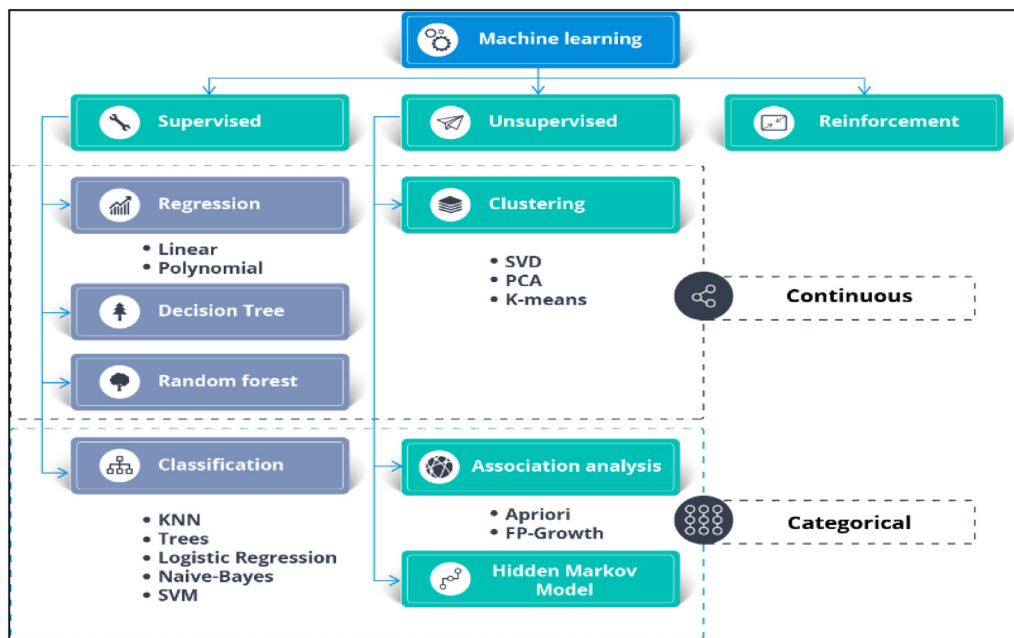 Machine learning
Supervised
Unsupervised
Reinforcement
Regression
• Linear
• Polynomial
Decision Tree
Random forest
Clustering
• SVD
• PCA
• K-means
Continuous
Classification
• KNN
• Trees
• Logistic Regression
• Naive-Bayes
• SVM
Association analysis
• Apriori
• FP-Growth
Hidden Markov
Model
Categorical